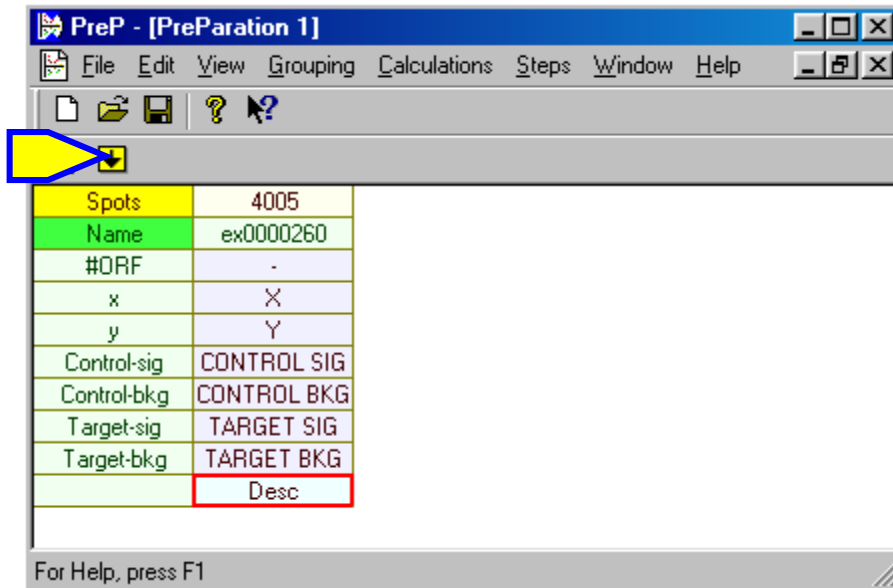 PreP - [PreParation 1]
File Edit View Grouping Calculations Steps Window Help
Spots 4005
Name ex0000260
#ORF -
x X
y Y
Control-sig CONTROL SIG
Control-bkg CONTROL BKG
Target-sig TARGET SIG
Target-bkg TARGET BKG
Desc
For Help, press F1